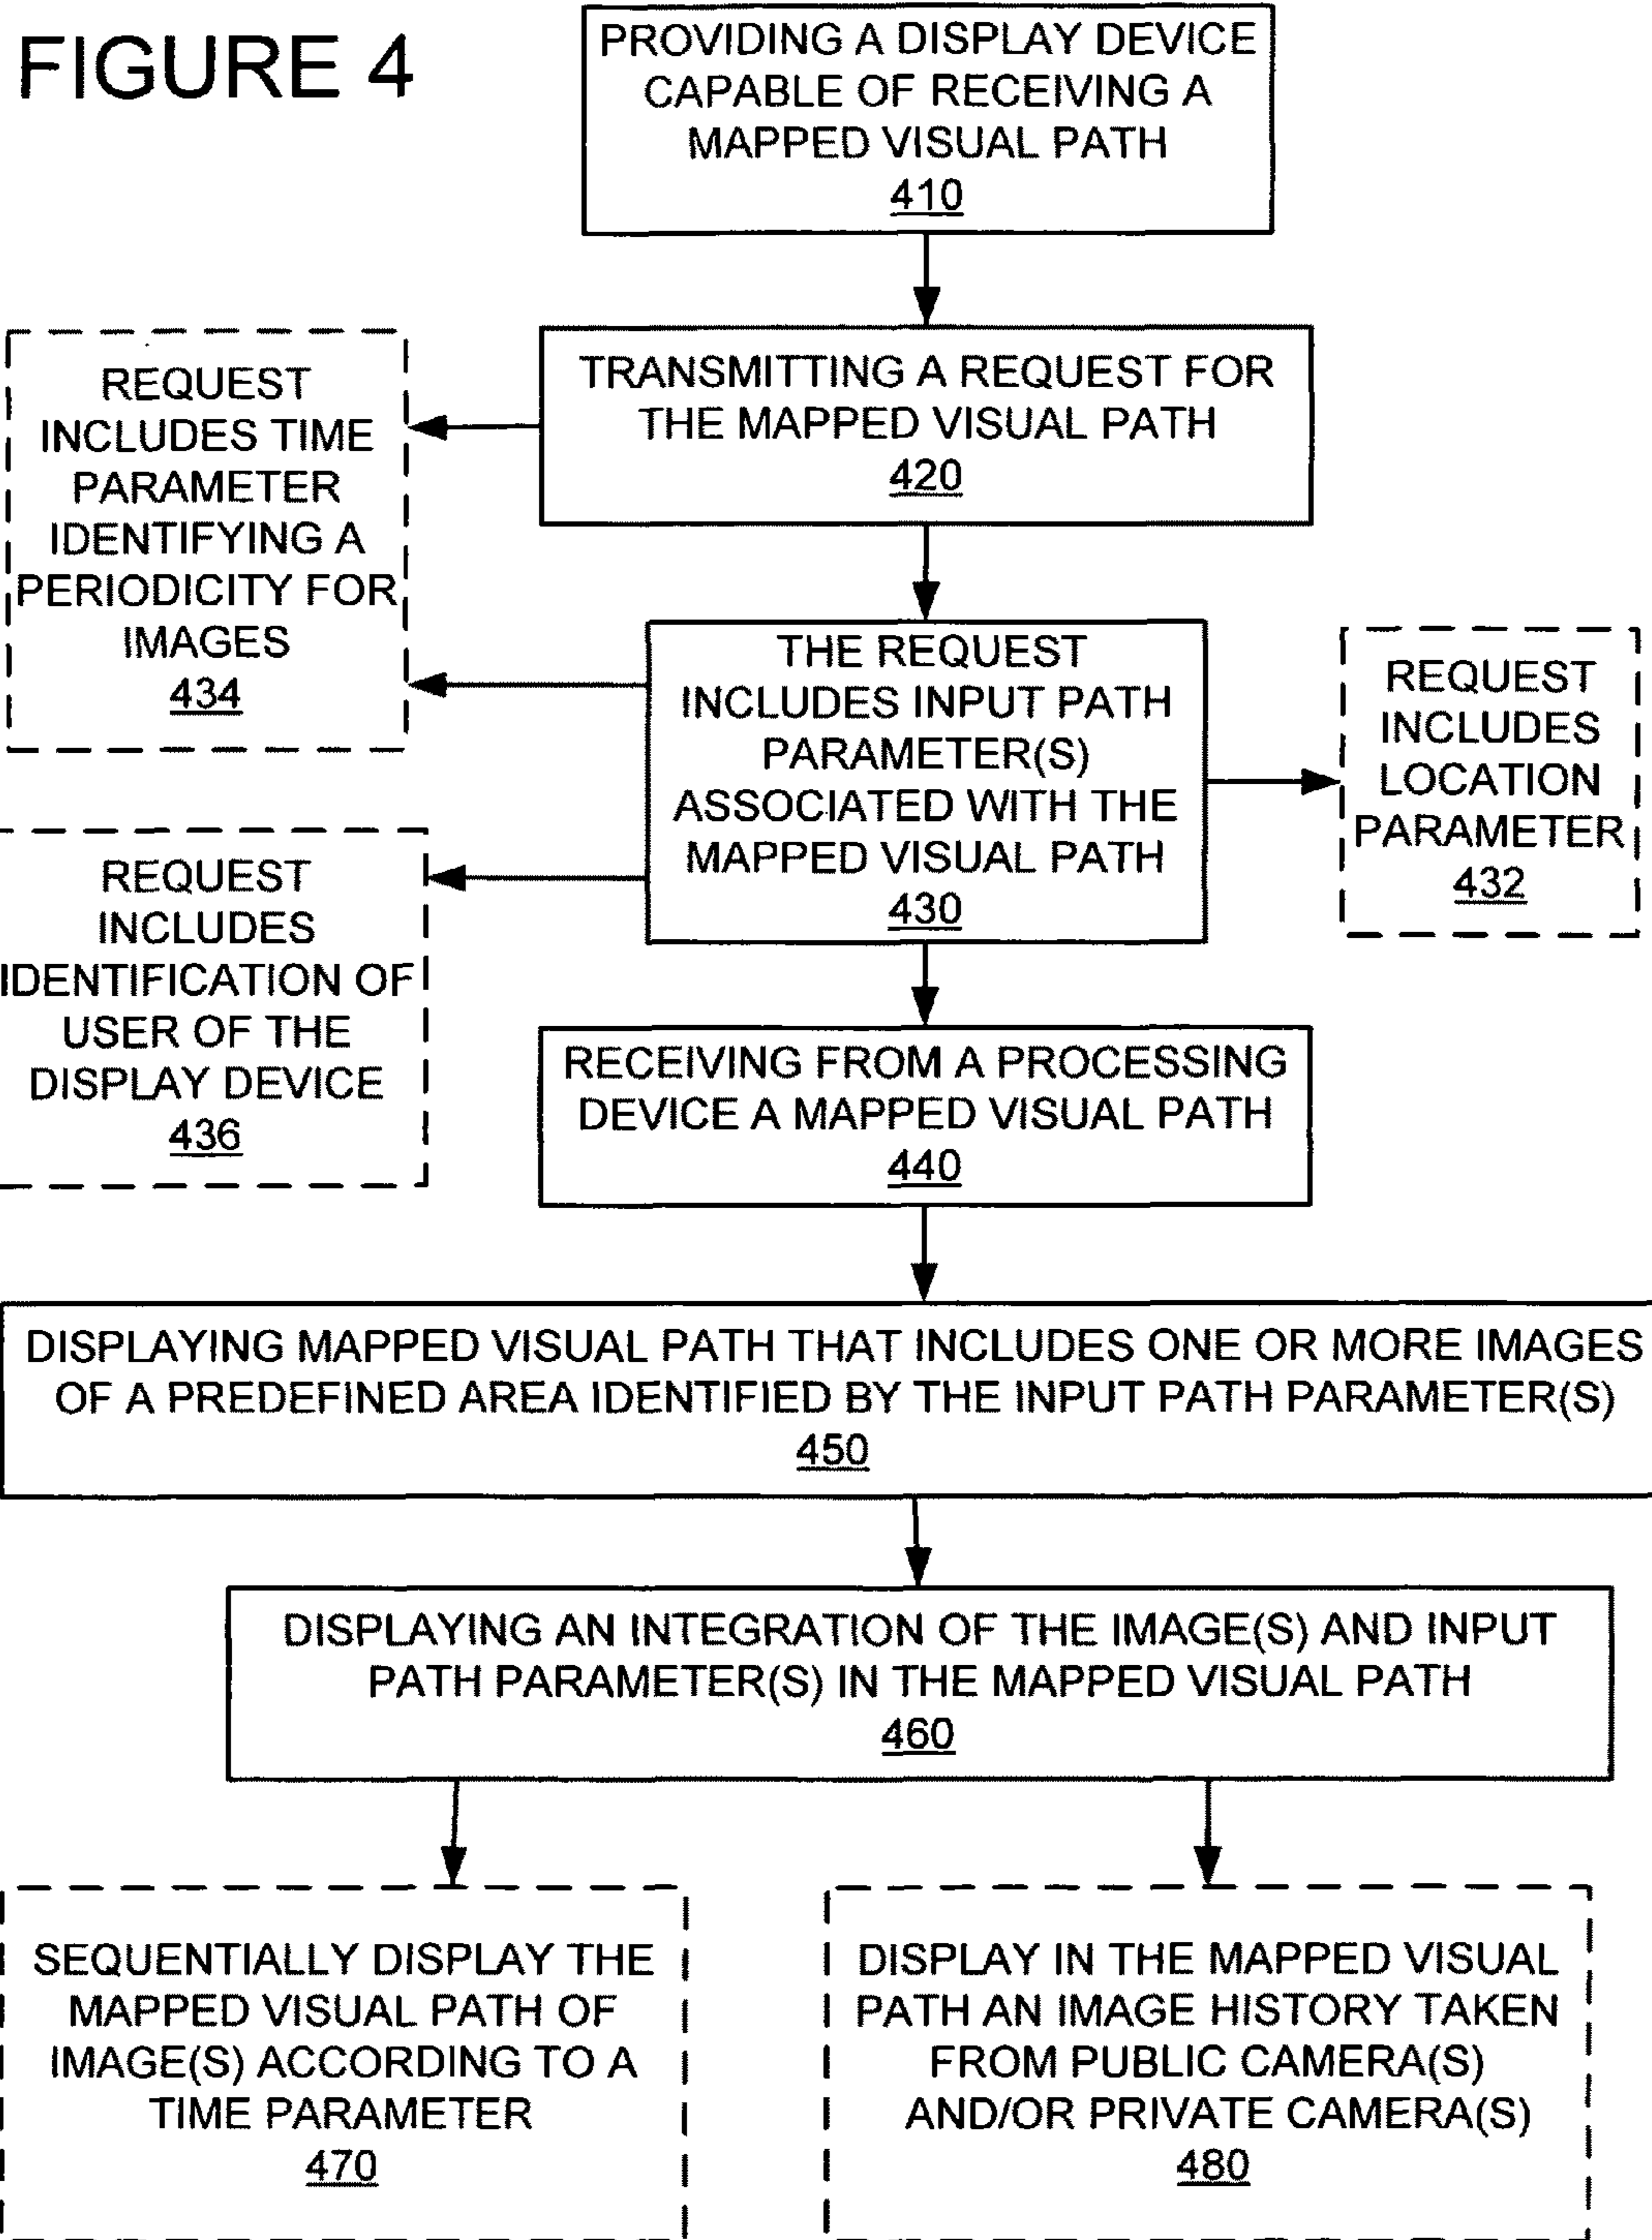 FIGURE 4
PROVIDING A DISPLAY DEVICE
CAPABLE OF RECEIVING A
MAPPED VISUAL PATH
410
TRANSMITTING A REQUEST FOR
THE MAPPED VISUAL PATH
420
REQUEST
INCLUDES TIME
PARAMETER
IDENTIFYING A
PERIODICITY FOR
IMAGES
434
THE REQUEST
INCLUDES INPUT PATH
PARAMETER(S)
ASSOCIATED WITH THE
MAPPED VISUAL PATH
430
REQUEST
INCLUDES
LOCATION
PARAMETER
432
REQUEST
INCLUDES
IDENTIFICATION OF
USER OF THE
DISPLAY DEVICE
436
RECEIVING FROM A PROCESSING
DEVICE A MAPPED VISUAL PATH
440
DISPLAYING MAPPED VISUAL PATH THAT INCLUDES ONE OR MORE IMAGES
OF A PREDEFINED AREA IDENTIFIED BY THE INPUT PATH PARAMETER(S)
450
DISPLAYING AN INTEGRATION OF THE IMAGE(S) AND INPUT
PATH PARAMETER(S) IN THE MAPPED VISUAL PATH
460
SEQUENTIALLY DISPLAY THE
MAPPED VISUAL PATH OF
IMAGE(S) ACCORDING TO A
TIME PARAMETER
470
DISPLAY IN THE MAPPED VISUAL
PATH AN IMAGE HISTORY TAKEN
FROM PUBLIC CAMERA(S)
AND/OR PRIVATE CAMERA(S)
480